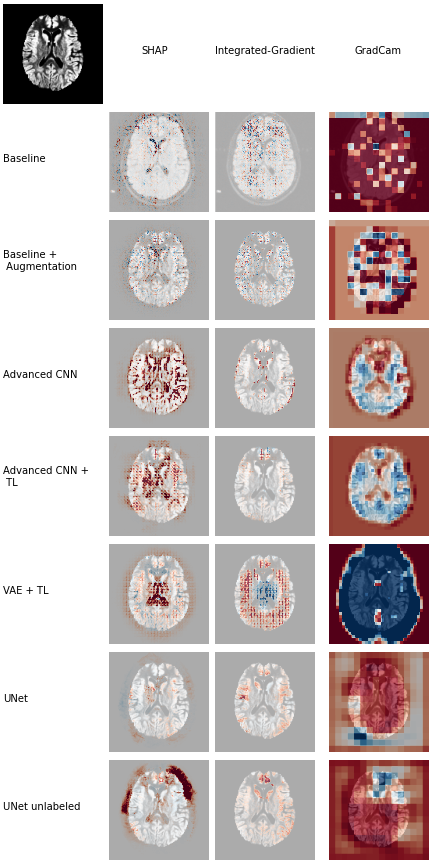 SHAP
Integrated-Gradient
GradCam
Baseline
Baseline +
Augmentation
Advanced CNN
Advanced CNN +
TL
VAE + TL
UNet
UNet unlabeled